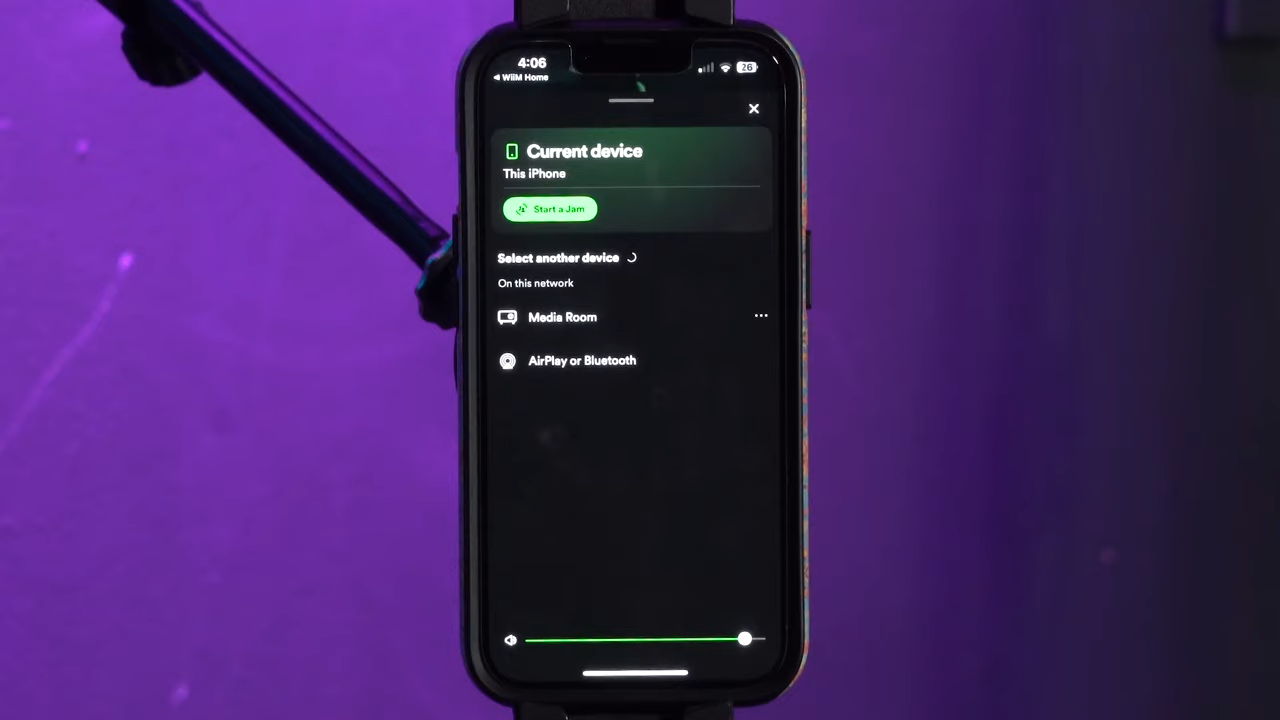 4:06
26
◀ WiiM Home
Current device
This iPhone
Start a Jam
Select another device
On this network
Media Room
AirPlay or Bluetooth